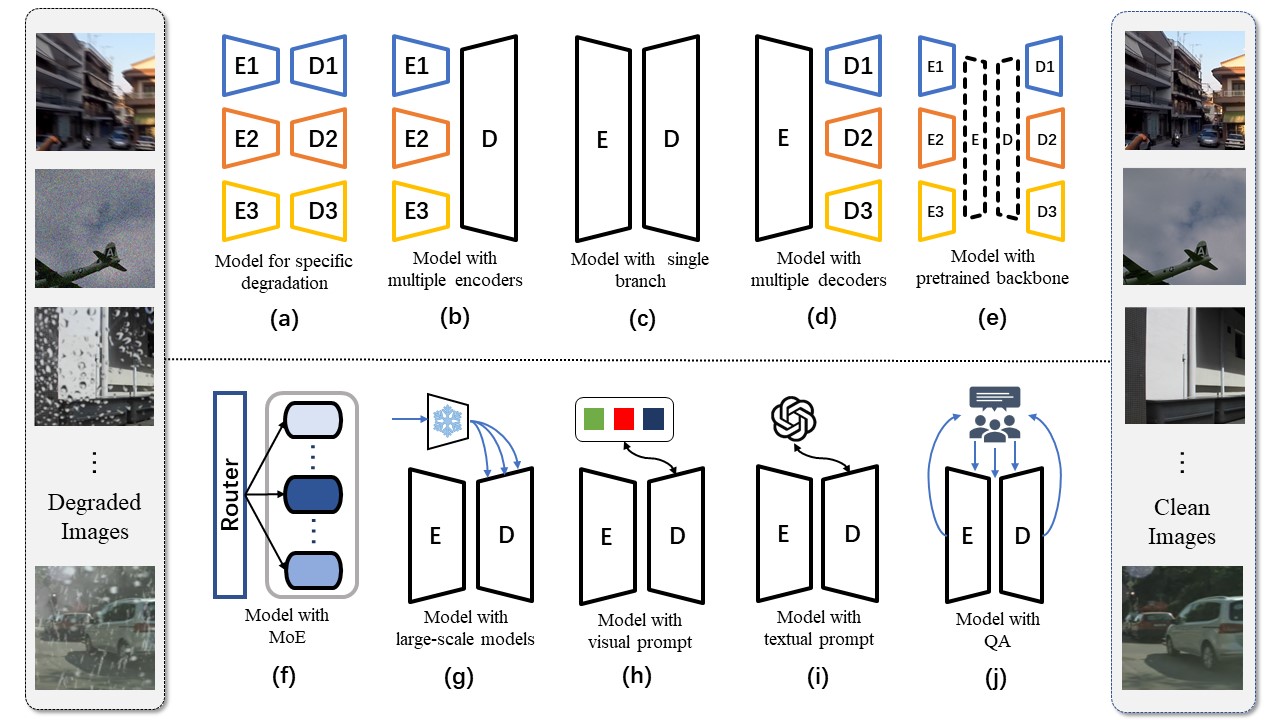 E1 D1
E2 D2
E3 D3
Model for specific
degradation
(a)
E1
E2
E3
D
Model with
multiple encoders
(b)
E D
Model with single
branch
(c)
E
D1
D2
D3
Model with
multiple decoders
(d)
E1
E2
E3
E D
D1
D2
D3
Model with
pretrained backbone
(e)
⋮
Degraded
Images
Router
Model with
MoE
(f)
E D
Model with
large-scale models
(g)
E D
Model with
visual prompt
(h)
E D
Model with
textual prompt
(i)
E D
Model with
QA
(j)
⋮
Clean
Images